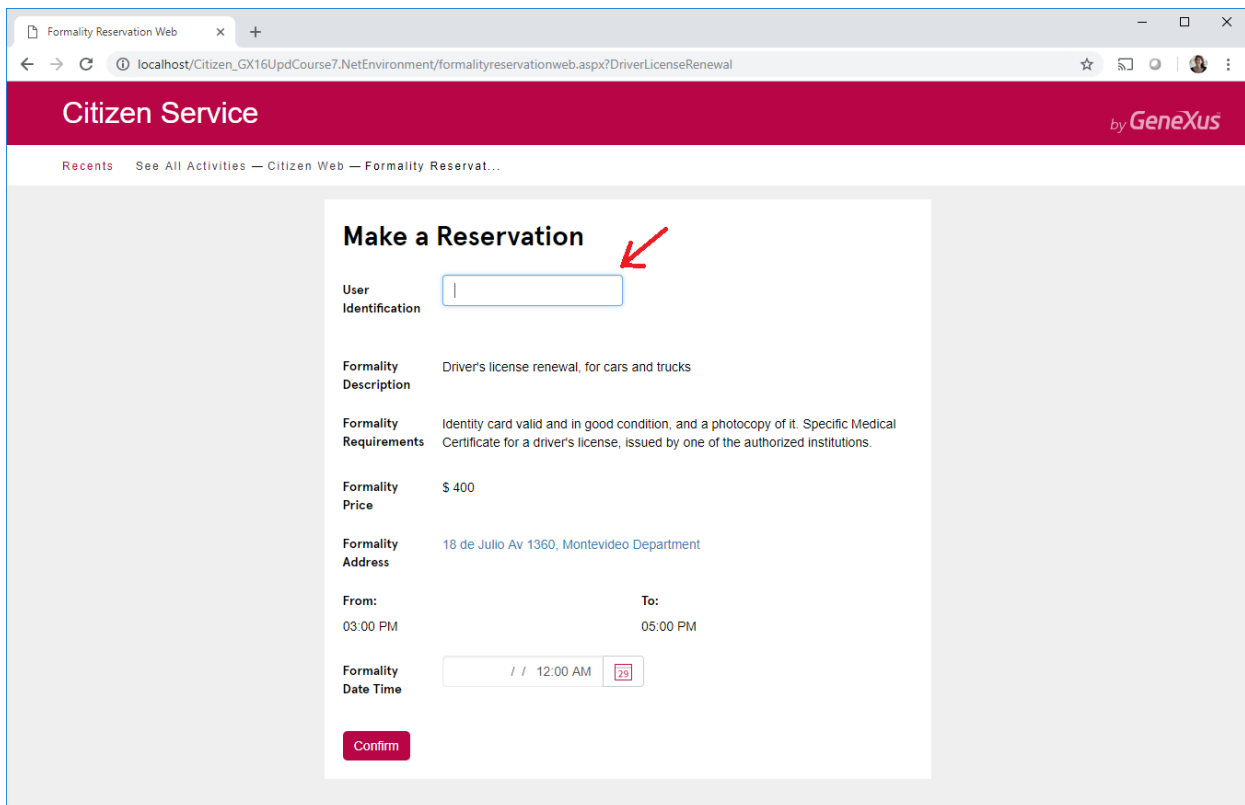 Formality Reservation Web
localhost/Citizen_GX16UpdCourse7.NetEnvironment/formalityreservationweb.aspx?DriverLicenseRenewal
Citizen Service
by GeneXus
Recents See All Activities — Citizen Web — Formality Reservat...
Make a Reservation
User
Identification
Formality
Description
Driver's license renewal, for cars and trucks
Formality
Requirements
Identity card valid and in good condition, and a photocopy of it. Specific Medical
Certificate for a driver's license, issued by one of the authorized institutions.
Formality
Price
$ 400
Formality
Address
18 de Julio Av 1360, Montevideo Department
From: To:
03:00 PM 05:00 PM
Formality
Date Time
/ / 12:00 AM 29
Confirm